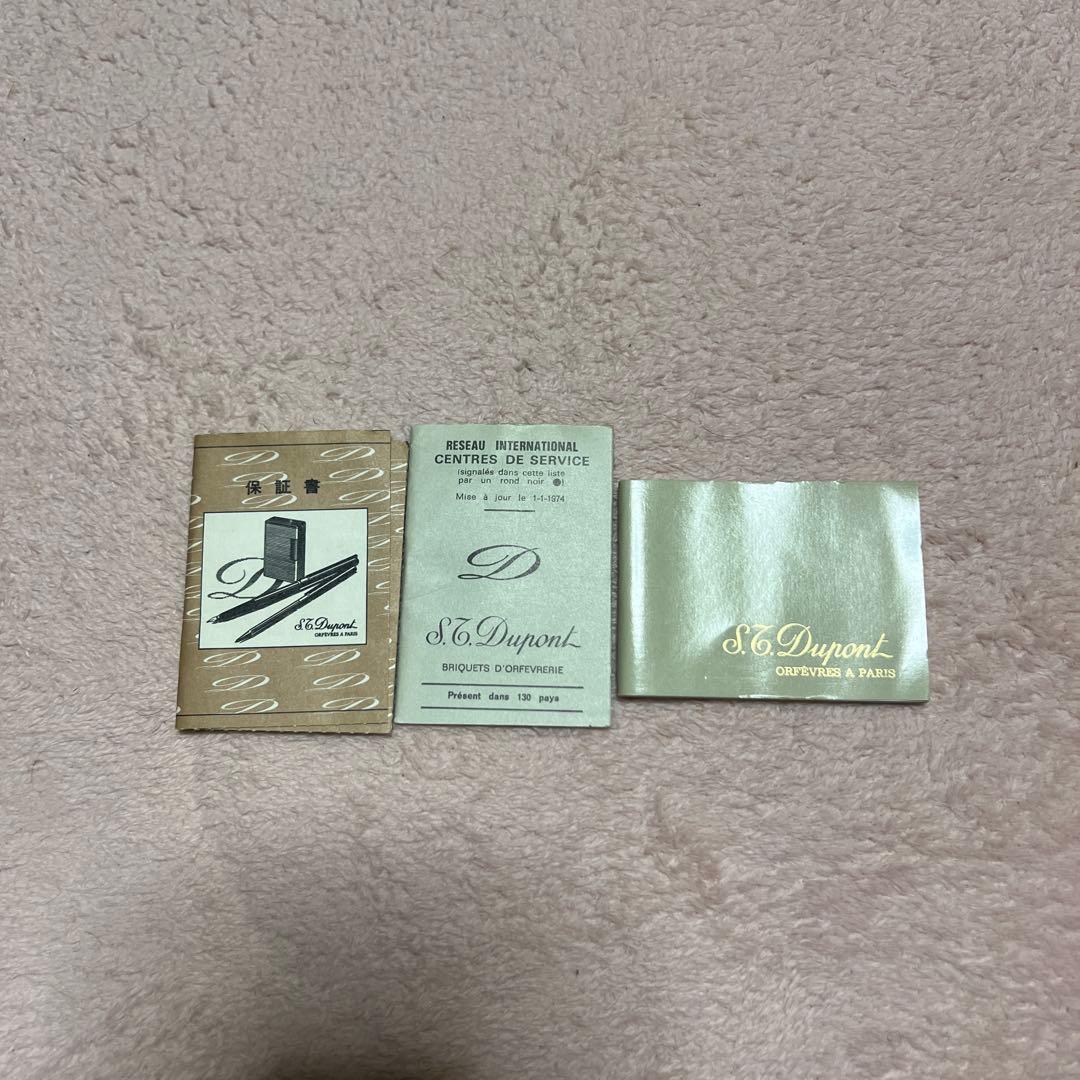 保証書
D
S.T.Dupont
ORFÈVRES A PARIS
RESEAU INTERNATIONAL
CENTRES DE SERVICE
(signalés dans cette liste
par un rond noir ●)
Mise à jour le 1-1-1974
D
S.T.Dupont
BRIQUETS D'ORFEVRERIE
Présent dans 130 pays
S.T.Dupont
ORFÈVRES A PARIS